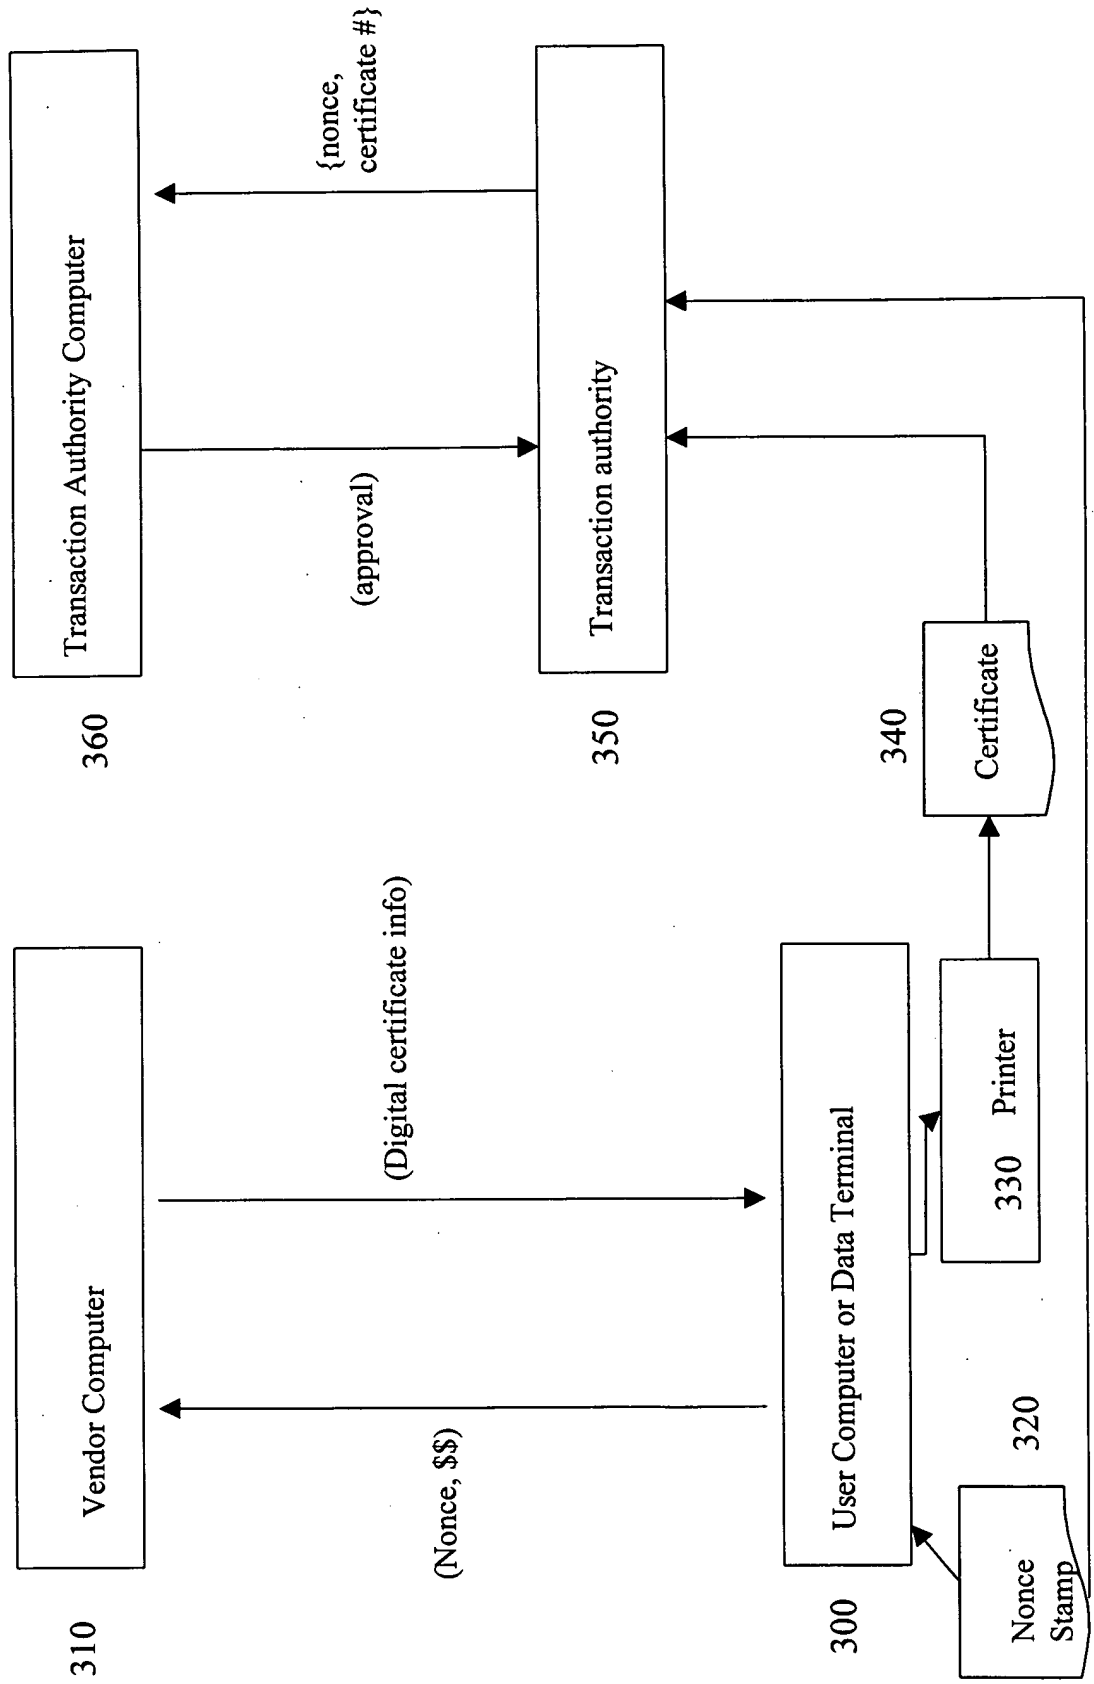 310
Vendor Computer
360
Transaction Authority Computer
(Nonce, $$)
(Digital certificate info)
(approval)
{nonce,
certificate #}
300
User Computer or Data Terminal
350
Transaction authority
Nonce
Stamp
320
330
Printer
340
Certificate